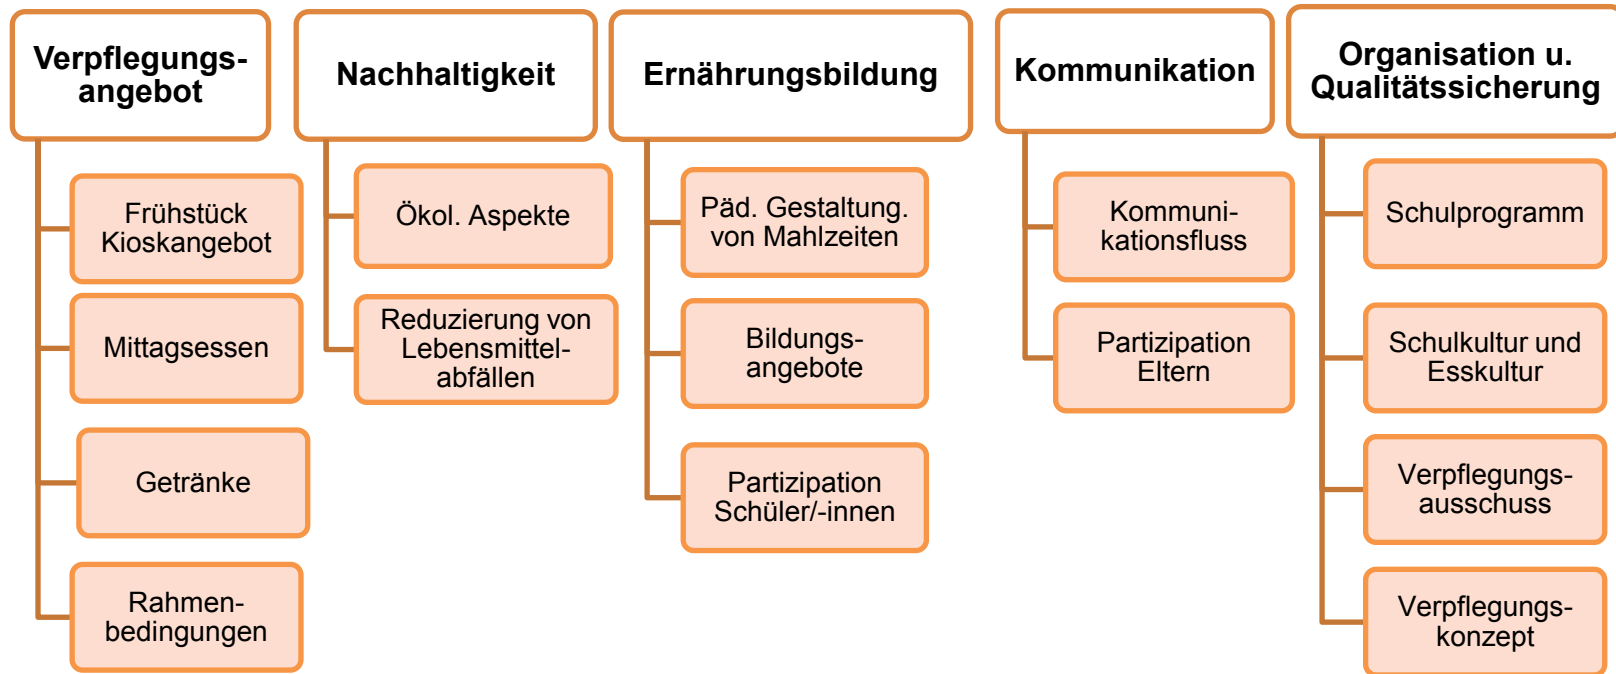 Verpflegungs-
angebot
Frühstück
Kioskangebot
Mittagsessen
Getränke
Rahmen-
bedingungen
Nachhaltigkeit
Ökol. Aspekte
Reduzierung von
Lebensmittel-
abfällen
Ernährungsbildung
Päd. Gestaltung.
von Mahlzeiten
Bildungs-
angebote
Partizipation
Schüler/-innen
Kommunikation
Kommuni-
kationsfluss
Partizipation
Eltern
Organisation u.
Qualitätssicherung
Schulprogramm
Schulkultur und
Esskultur
Verpflegungs-
ausschuss
Verpflegungs-
konzept